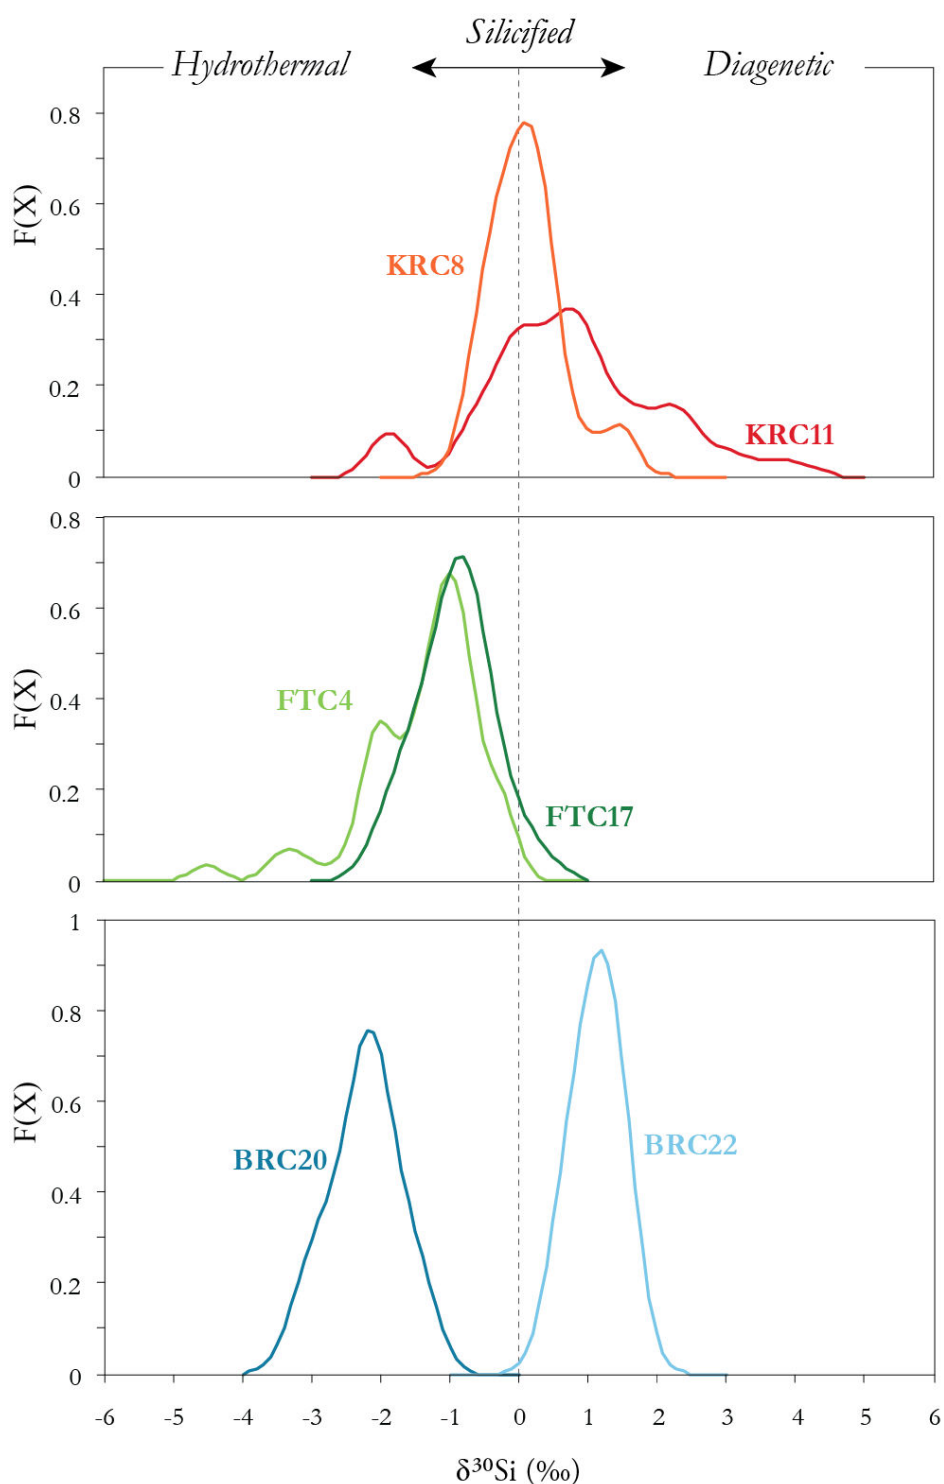 Silicified
Hydrothermal
Diagenetic
0.8
0.6
0.4
0.2
0
F(X)
KRC8
KRC11
0.8
0.6
0.4
0.2
0
F(X)
FTC4
FTC17
1
0.8
0.6
0.4
0.2
0
F(X)
BRC20
BRC22
-6 -5 -4 -3 -2 -1 0 1 2 3 4 5 6
δ³⁰Si (‰)